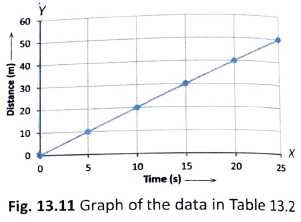 Y
60
50
40
30
20
10
0
Distance (m) →
0 5 10 15 20 25
X
Time (s) →
Fig. 13.11 Graph of the data in Table 13.2